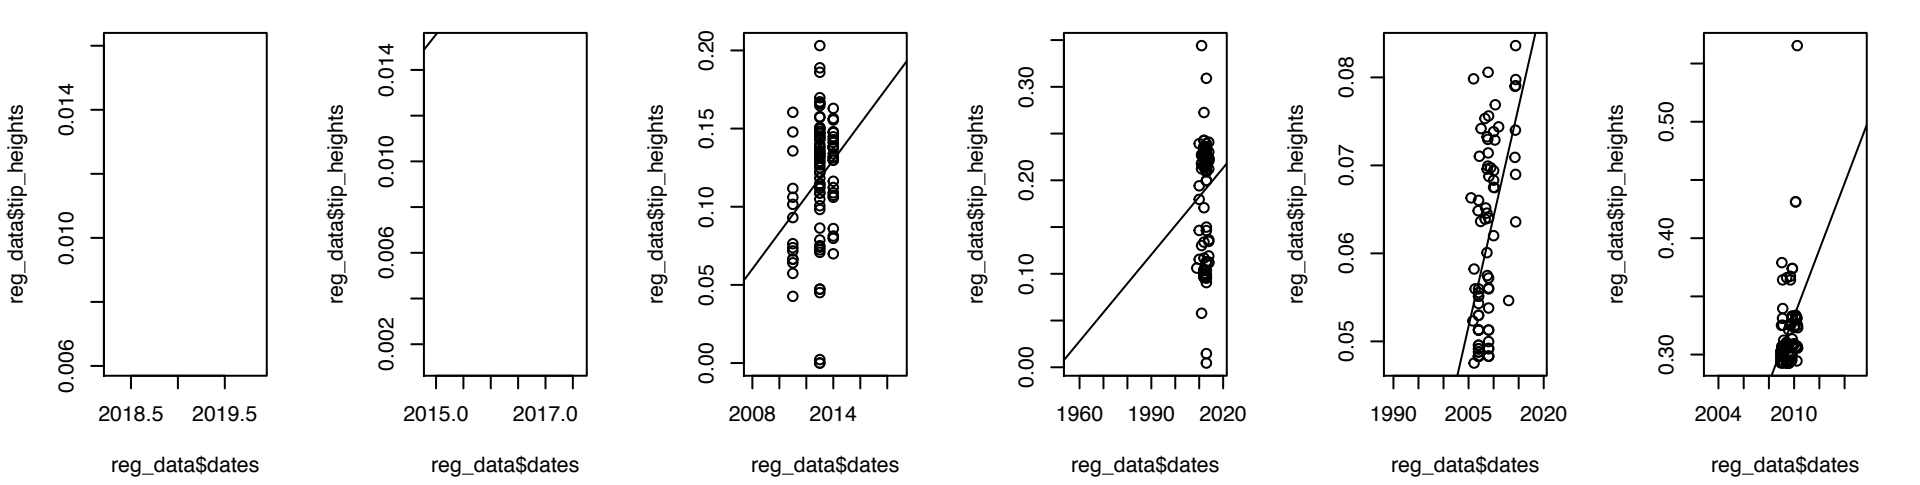 reg_data$tip_heights
0.014
0.010
0.006
2018.5 2019.5
reg_data$dates
reg_data$tip_heights
0.014
0.010
0.006
0.002
2015.0 2017.0
reg_data$dates
reg_data$tip_heights
0.20
0.15
0.10
0.05
0.00
2008 2014
reg_data$dates
reg_data$tip_heights
0.30
0.20
0.10
0.00
1960 1990 2020
reg_data$dates
reg_data$tip_heights
0.08
0.07
0.06
0.05
1990 2005 2020
reg_data$dates
reg_data$tip_heights
0.50
0.40
0.30
2004 2010
reg_data$dates